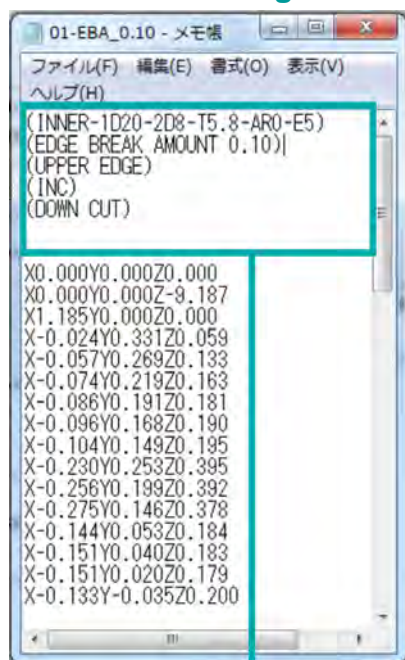 01-EBA_0.10 - メモ帳
ファイル(F) 編集(E) 書式(O) 表示(V)
ヘルプ(H)
(INNER-1D20-2D8-T5.8-AR0-E5)
(EDGE BREAK AMOUNT 0.10)
(UPPER EDGE)
(INC)
(DOWN CUT)
X0.000Y0.000Z0.000
X0.000Y0.000Z-9.187
X1.185Y0.000Z0.000
X-0.024Y0.331Z0.059
X-0.057Y0.269Z0.133
X-0.074Y0.219Z0.163
X-0.086Y0.191Z0.181
X-0.096Y0.168Z0.190
X-0.104Y0.149Z0.195
X-0.230Y0.253Z0.395
X-0.256Y0.199Z0.392
X-0.275Y0.146Z0.378
X-0.144Y0.053Z0.184
X-0.151Y0.040Z0.183
X-0.151Y0.020Z0.179
X-0.133Y-0.035Z0.200